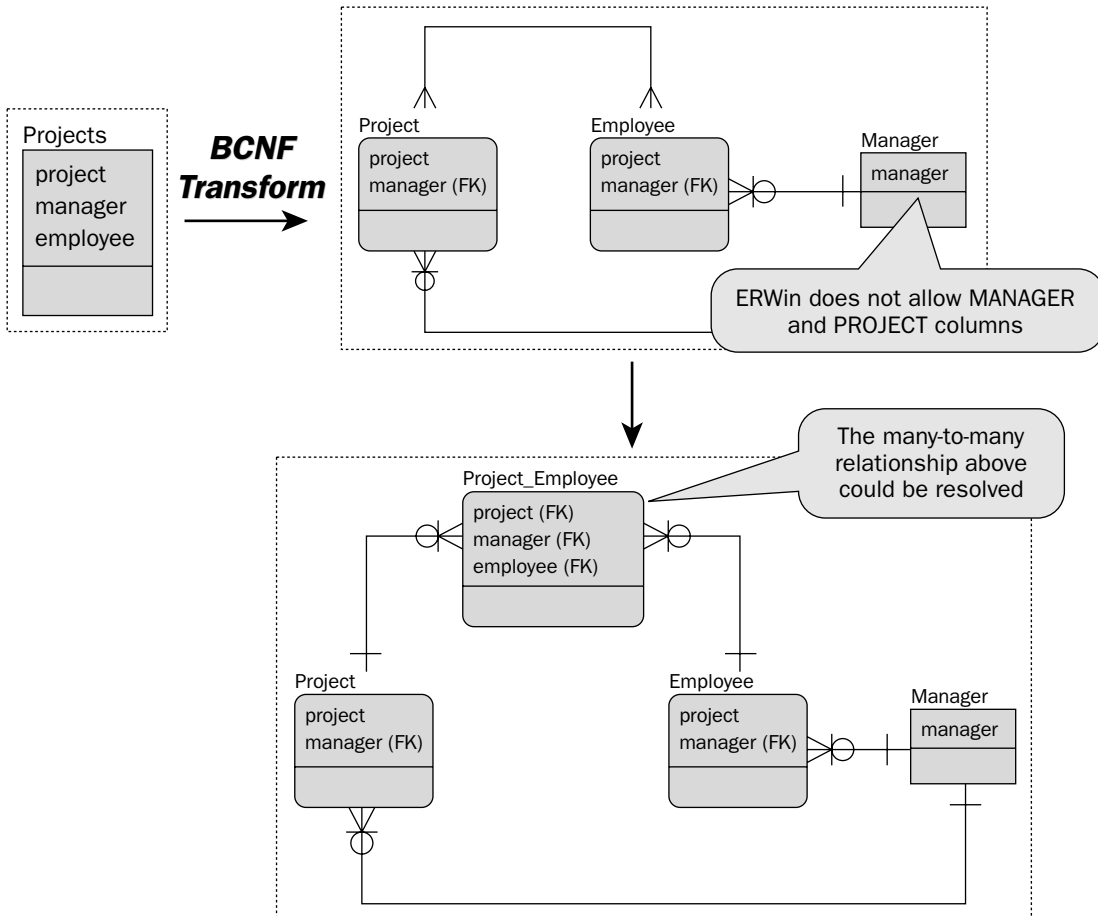 Projects
project
manager
employee
BCNF
Transform
Project
project
manager (FK)
Employee
project
manager (FK)
Manager
manager
ERWin does not allow MANAGER
and PROJECT columns
The many-to-many
relationship above
could be resolved
Project_Employee
project (FK)
manager (FK)
employee (FK)
Project
project
manager (FK)
Employee
project
manager (FK)
Manager
manager